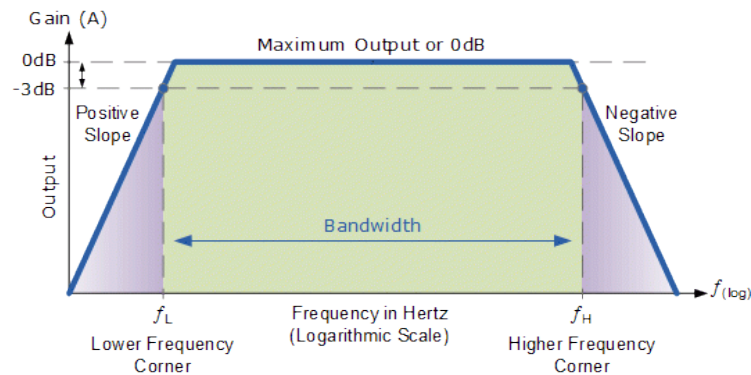 Gain (A)
Maximum Output or 0dB
0dB
-3dB
Positive
Slope
Negative
Slope
Output
Bandwidth
f(log)
fL
Frequency in Hertz
(Logarithmic Scale)
fH
Lower Frequency
Corner
Higher Frequency
Corner